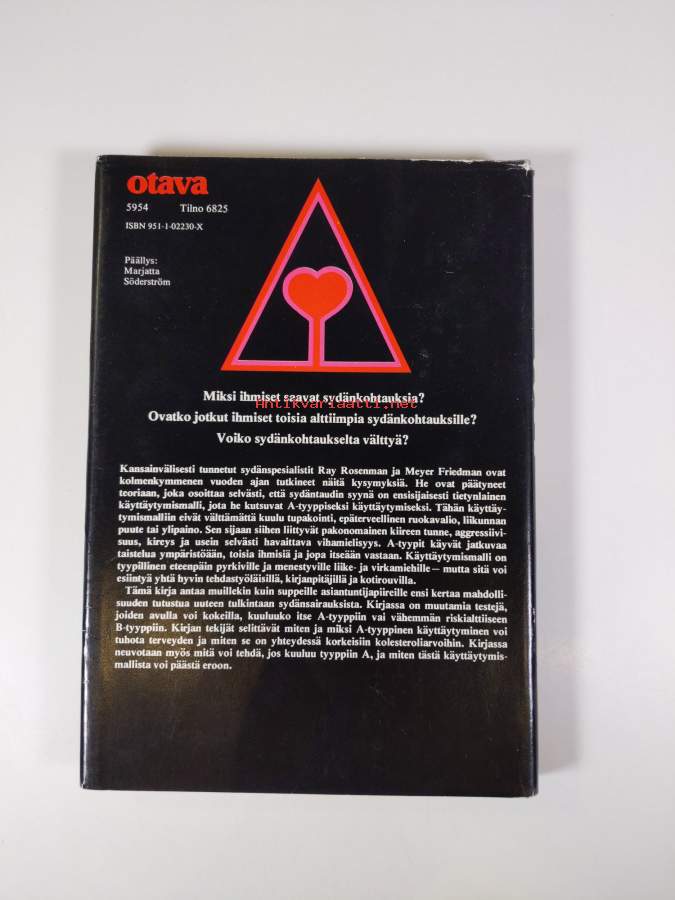 otava
5954 Tilno 6825
ISBN 951-1-02230-X
Päällys:
Marjatta
Söderström
Miksi ihmiset saavat sydänkohtauksia?
Antikvariaatti.net
Ovatko jotkut ihmiset toisia alttiimpia sydänkohtauksille?
Voiko sydänkohtaukselta välttyä?
Kansainvälisesti tunnetut sydänspesialistit Ray Rosenman ja Meyer Friedman ovat
kolmenkymmenen vuoden ajan tutkineet näitä kysymyksiä. He ovat päätyneet
teoriaan, joka osoittaa selvästi, että sydäntaudin syynä on ensisijaisesti tietynlainen
käyttäytymismalli, jota he kutsuvat A-tyyppiseksi käyttäytymiseksi. Tähän käyttäy-
tymismalliin eivät välttämättä kuulu tupakointi, epäterveellinen ruokavalio, liikunnan
puute tai ylipaino. Sen sijaan siihen liittyvät pakonomainen kiireen tunne, aggressiivi-
suus, kireys ja usein selvästi havaittava vihamielisyys. A-tyypit käyvät jatkuvaa
taistelua ympäristöään, toisia ihmisiä ja jopa itseään vastaan. Käyttäytymismalli on
tyypillinen eteenpäin pyrkiville ja menestyville liike- ja virkamiehille — mutta sitä voi
esiintyä yhtä hyvin tehdastyöläisillä, kirjanpitäjillä ja kotirouvilla.
Tämä kirja antaa muillekin kuin suppeille asiantuntijapiireille ensi kertaa mahdolli-
suuden tutustua uuteen tulkintaan sydänsairauksista. Kirjassa on muutamia testejä,
joiden avulla voi kokeilla, kuuluuko itse A-tyyppiin vai vähemmän riskialttiiseen
B-tyyppiin. Kirjan tekijät selittävät miten ja miksi A-tyyppinen käyttäytyminen voi
tuhota terveyden ja miten se on yhteydessä korkeisiin kolesteroliarvoihin. Kirjassa
neuvotaan myös mitä voi tehdä, jos kuuluu tyyppiin A, ja miten tästä käyttäytymis-
mallista voi päästä eroon.